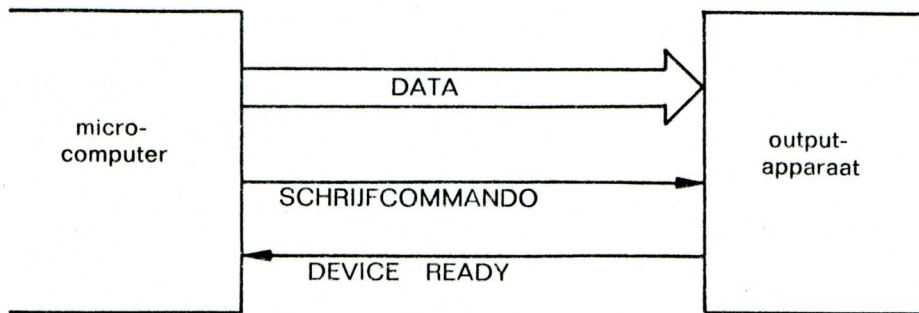 DATA
micro-
computer
output-
apparaat
SCHRIJFCOMMANDO
DEVICE READY